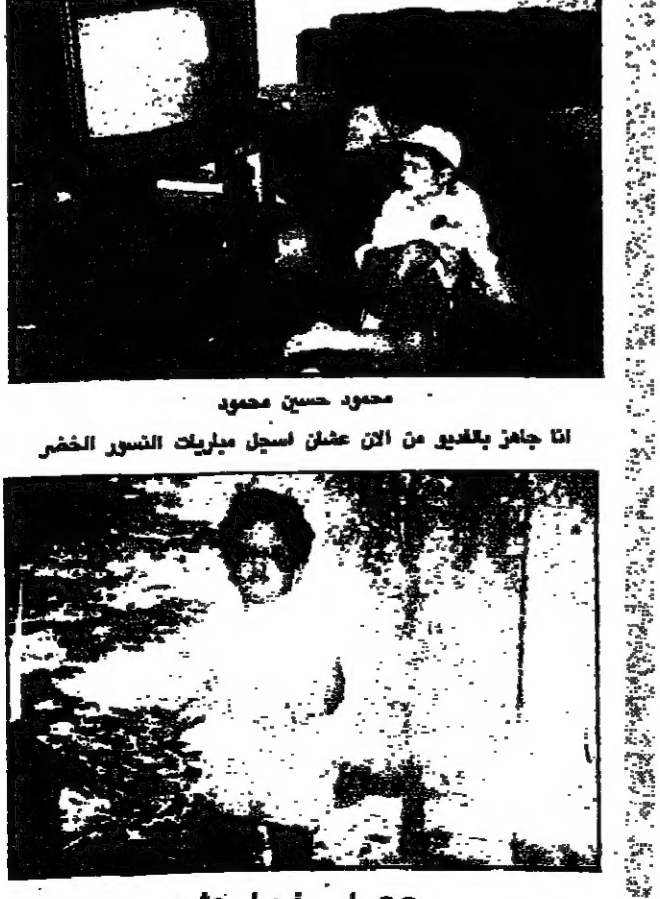 محمود حسين محمود
انا جاهز بالفديو من الان عشان اسجل مباريات النسور الخضر